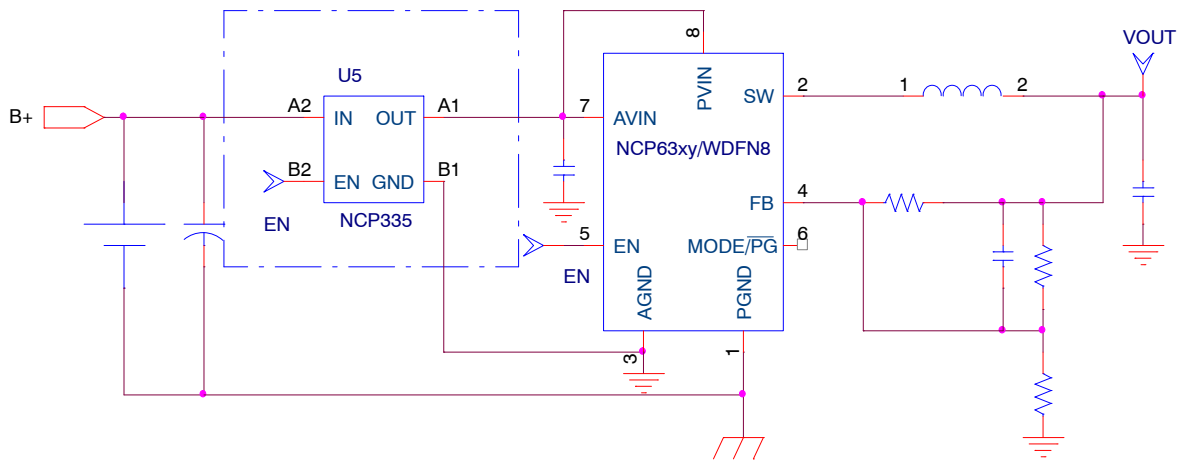 VOUT
8
U5
PVIN
2
1
2
SW
A2
A1
B+
IN
OUT
7
AVIN
NCP63xy/WDFN8
B2
B1
EN
GND
4
FB
NCP335
EN
5
EN
MODE/PG
6
EN
AGND
PGND
3
1